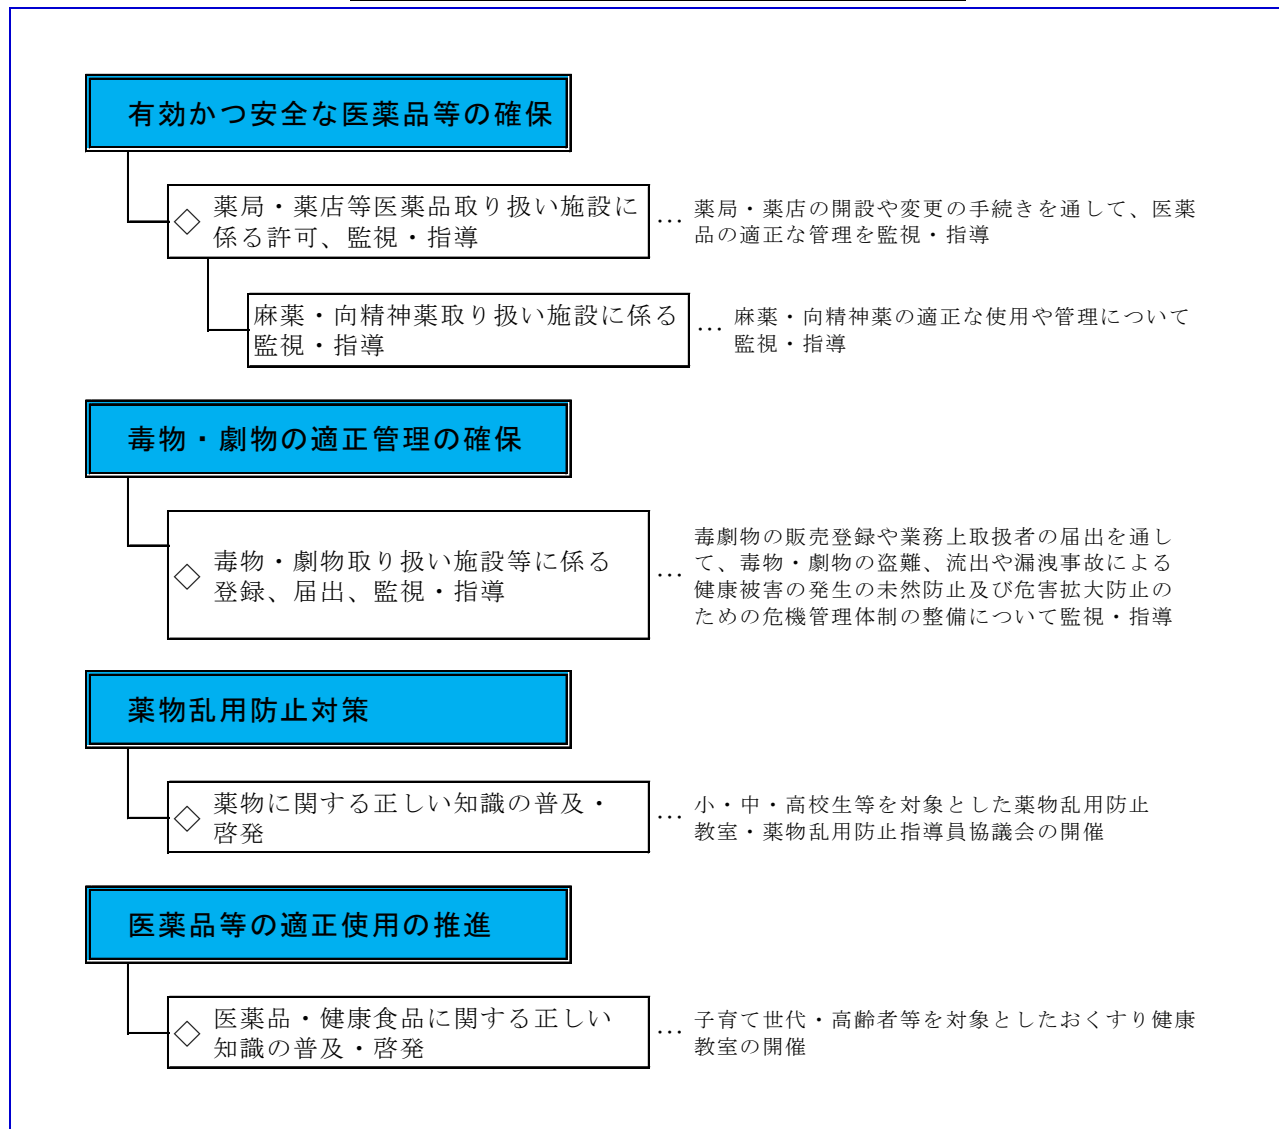 有効かつ安全な医薬品等の確保
◇ 薬局・薬店等医薬品取り扱い施設に
係る許可、監視・指導
… 薬局・薬店の開設や変更の手続きを通して、医薬
品の適正な管理を監視・指導
麻薬・向精神薬取り扱い施設に係る
監視・指導
… 麻薬・向精神薬の適正な使用や管理について
監視・指導
毒物・劇物の適正管理の確保
◇ 毒物・劇物取り扱い施設等に係る
登録、届出、監視・指導
… 毒劇物の販売登録や業務上取扱者の届出を通し
て、毒物・劇物の盗難、流出や漏洩事故による
健康被害の発生の未然防止及び危害拡大防止の
ための危機管理体制の整備について監視・指導
薬物乱用防止対策
◇ 薬物に関する正しい知識の普及・
啓発
… 小・中・高校生等を対象とした薬物乱用防止
教室・薬物乱用防止指導員協議会の開催
医薬品等の適正使用の推進
◇ 医薬品・健康食品に関する正しい
知識の普及・啓発
… 子育て世代・高齢者等を対象としたおくすり健康
教室の開催